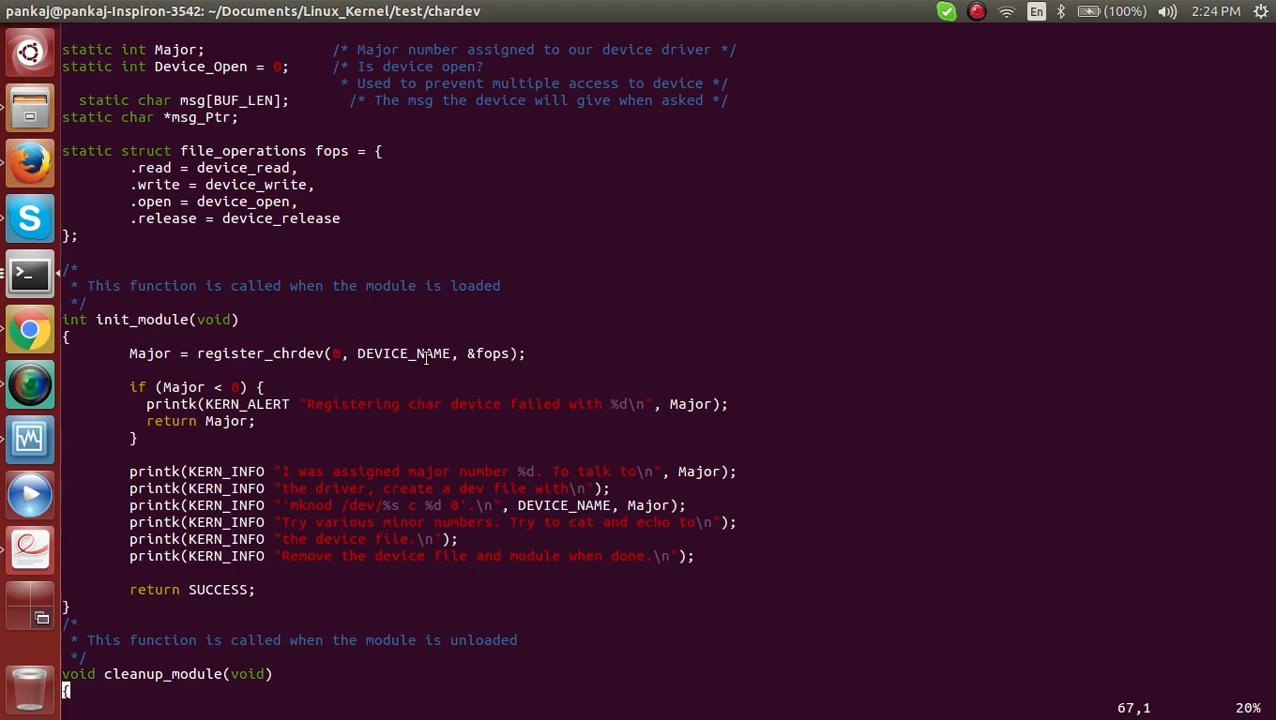 pankaj@pankaj-Inspiron-3542: ~/Documents/Linux_Kernel/test/chardev En (100%) 2:24 PM
static int Major; /* Major number assigned to our device driver */
static int Device_Open = 0; /* Is device open?
* Used to prevent multiple access to device */
static char msg[BUF_LEN]; /* The msg the device will give when asked */
static char *msg_Ptr;
static struct file_operations fops = {
.read = device_read,
.write = device_write,
.open = device_open,
.release = device_release
};
/*
* This function is called when the module is loaded
*/
int init_module(void)
{
Major = register_chrdev(0, DEVICE_NAME, &fops);
if (Major < 0) {
printk(KERN_ALERT "Registering char device failed with %d\n", Major);
return Major;
}
printk(KERN_INFO "I was assigned major number %d. To talk to\n", Major);
printk(KERN_INFO "the driver, create a dev file with\n");
printk(KERN_INFO "'mknod /dev/%s c %d 0'.\n", DEVICE_NAME, Major);
printk(KERN_INFO "Try various minor numbers. Try to cat and echo to\n");
printk(KERN_INFO "the device file.\n");
printk(KERN_INFO "Remove the device file and module when done.\n");
return SUCCESS;
}
/*
* This function is called when the module is unloaded
*/
void cleanup_module(void)
{
67,1 20%